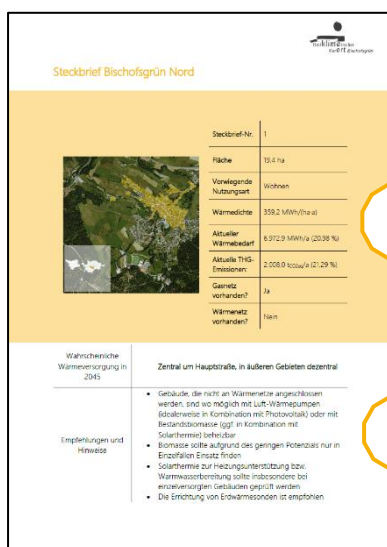 heilklimatischer
KurORT Bischofsgrün
Steckbrief Bischofsgrün Nord
Steckbrief-Nr. 1
Fläche 19,4 ha
Vorwiegende
Nutzungsart Wohnen
Wärmedichte 359,2 MWh/(ha·a)
Aktueller
Wärmebedarf 6.972,9 MWh/a (20,98 %)
Aktuelle THG-
Emissionen: 2.008,0 tCO2äq/a (21,29 %)
Gasnetz
vorhanden? Ja
Wärmenetz
vorhanden? Nein
Wahrscheinliche
Wärmeversorgung in
2045
Zentral um Hauptstraße, in äußeren Gebieten dezentral
Empfehlungen und
Hinweise
• Gebäude, die nicht an Wärmenetze angeschlossen
werden, sind wo möglich mit Luft-Wärmepumpen
(idealerweise in Kombination mit Photovoltaik) oder mit
Bestandsbiomasse (ggf. in Kombination mit
Solarthermie) beheizbar
• Biomasse sollte aufgrund des geringen Potenzials nur in
Einzelfällen Einsatz finden
• Solarthermie zur Heizungsunterstützung bzw.
Warmwasserbereitung sollte insbesondere bei
einzelversorgten Gebäuden geprüft werden
• Die Errichtung von Erdwärmesonden ist empfohlen